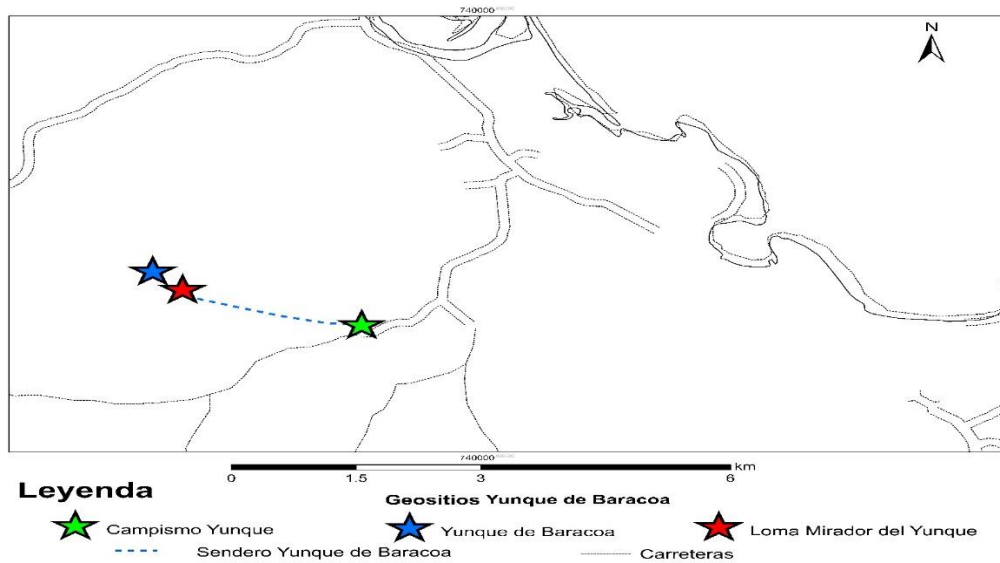 740000
N
740000
km
0 1.5 3 6
Leyenda
Geositios Yunque de Baracoa
Campismo Yunque
Yunque de Baracoa
Loma Mirador del Yunque
Sendero Yunque de Baracoa
Carreteras